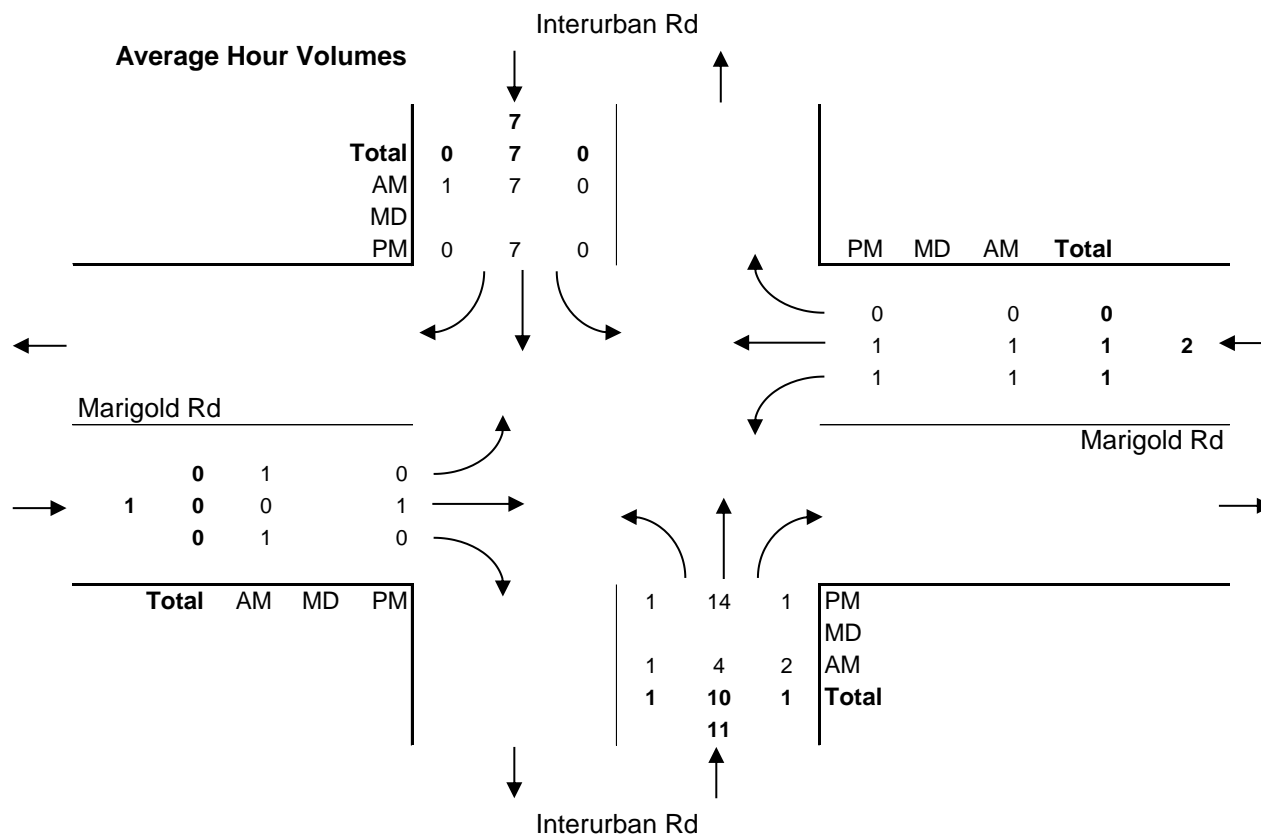 Interurban Rd
Average Hour Volumes
7
Total 0 7 0
AM 1 7 0
MD
PM 0 7 0
PM MD AM Total
0 0 0
1 1 1 2
1 1 1
Marigold Rd
Marigold Rd
0 1 0
1 0 0 1
0 1 0
Total AM MD PM
1 14 1 PM
MD
1 4 2 AM
1 10 1 Total
11
Interurban Rd